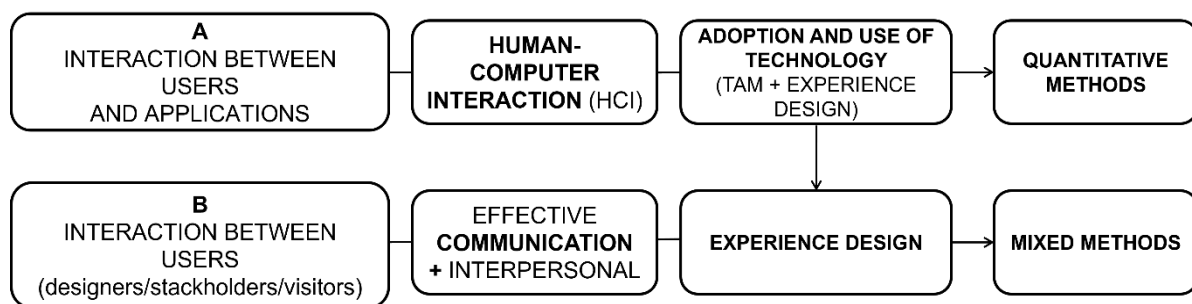 A
INTERACTION BETWEEN
USERS
AND APPLICATIONS
HUMAN-
COMPUTER
INTERACTION (HCI)
ADOPTION AND USE OF
TECHNOLOGY
(TAM + EXPERIENCE
DESIGN)
QUANTITATIVE
METHODS
B
INTERACTION BETWEEN
USERS
(designers/stackholders/visitors)
EFFECTIVE
COMMUNICATION
+ INTERPERSONAL
EXPERIENCE DESIGN
MIXED METHODS